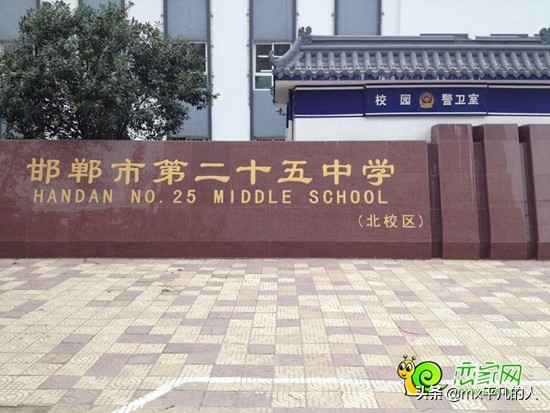 校园 警卫室
邯郸市第二十五中学
HANDAN NO.25 MIDDLE SCHOOL
(北校区)
恋家网
头条 @mx平凡的人